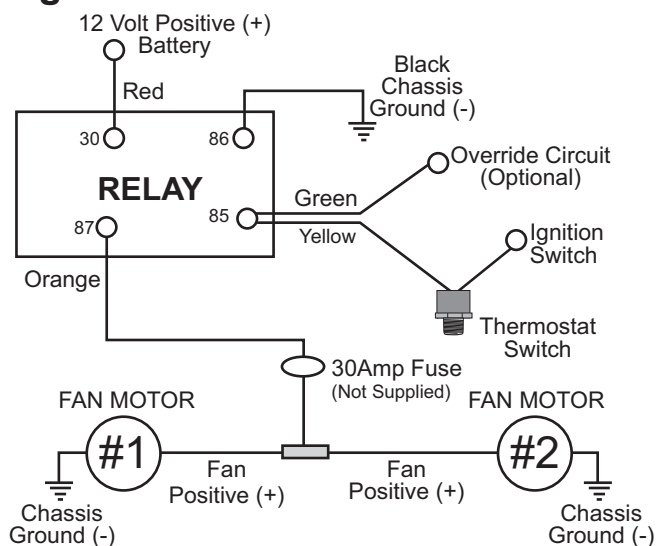 12 Volt Positive (+)
Battery
Red
Black
Chassis
Ground (-)
30
86
RELAY
87
85
Green
Yellow
Override Circuit
(Optional)
Ignition
Switch
Orange
Thermostat
Switch
30Amp Fuse
(Not Supplied)
FAN MOTOR
FAN MOTOR
#1
#2
Fan
Positive (+)
Fan
Positive (+)
Chassis
Ground (-)
Chassis
Ground (-)